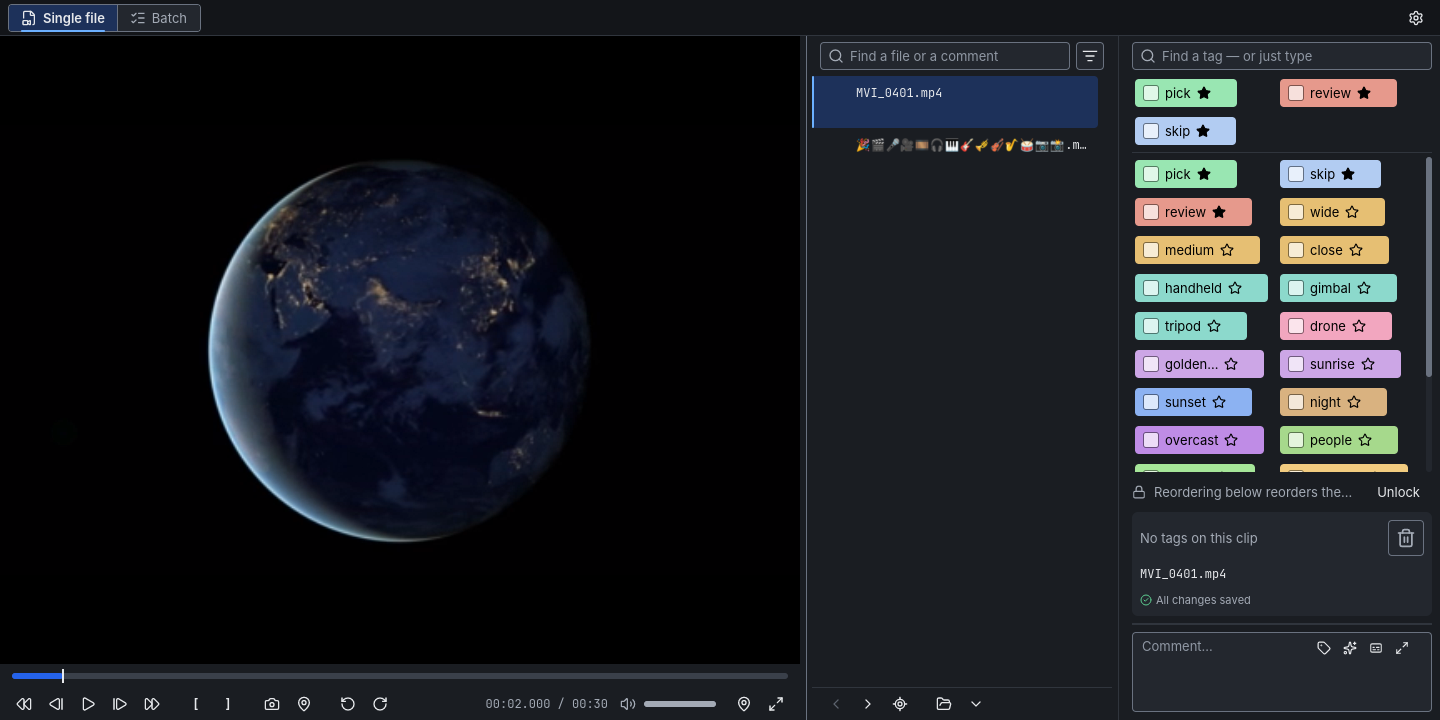 Single file
Batch
Find a file or a comment
MVI_0401.mp4
🎉🎬🎤🎥🎞️🎧🎹🎸🎺🎻🎷🥁📷📸.m…
Find a tag — or just type
pick
review
skip
pick
skip
review
wide
medium
close
handheld
gimbal
tripod
drone
golden...
sunrise
sunset
night
overcast
people
Reordering below reorders the...
Unlock
No tags on this clip
MVI_0401.mp4
All changes saved
Comment...
[ ]
00:02.000 / 00:30